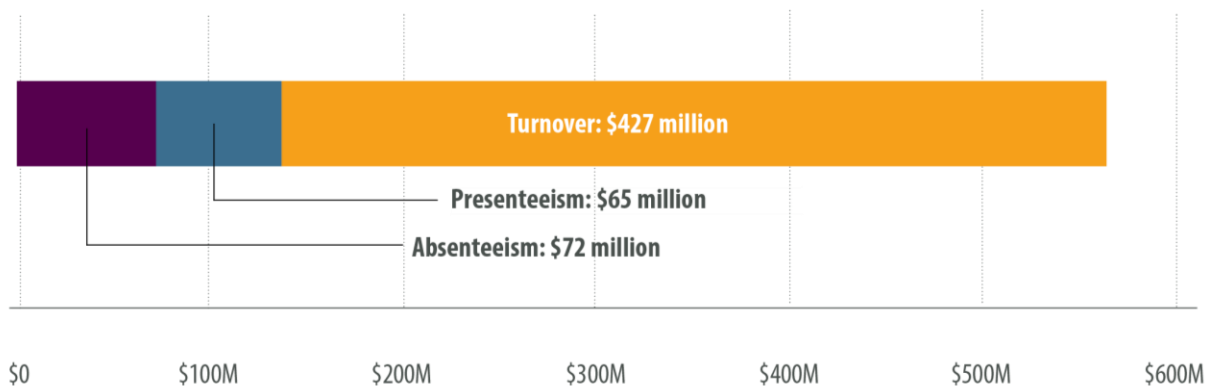 Turnover: $427 million
Presenteeism: $65 million
Absenteeism: $72 million
$0 $100M $200M $300M $400M $500M $600M